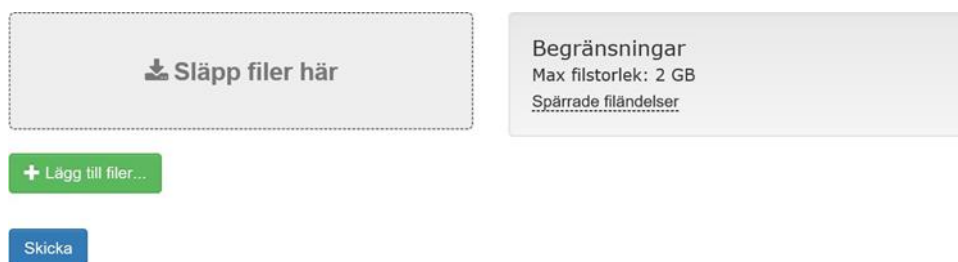 Släpp filer här
Begränsningar
Max filstorlek: 2 GB
Spärrade filändelser
Lägg till filer...
Skicka